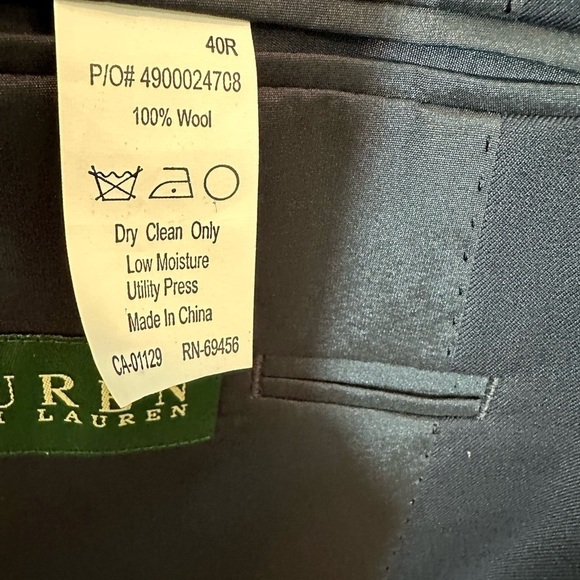 40R
P/O# 4900024708
100% Wool
Dry Clean Only
Low Moisture
Utility Press
Made In China
CA-01129 RN-69456
UREN
LAUREN